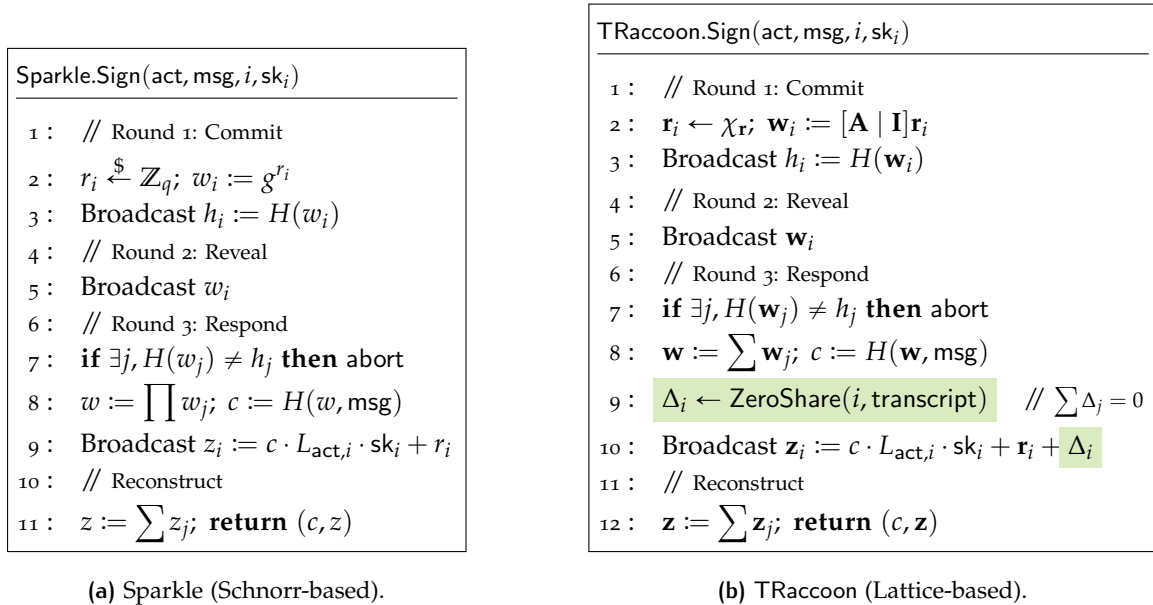 Sparkle.Sign(act, msg, i, sk_i)
1 : // Round 1: Commit
2 : r_i ←$ ℤ_q; w_i := g^{r_i}
3 : Broadcast h_i := H(w_i)
4 : // Round 2: Reveal
5 : Broadcast w_i
6 : // Round 3: Respond
7 : if ∃j, H(w_j) ≠ h_j then abort
8 : w := ∏ w_j; c := H(w, msg)
9 : Broadcast z_i := c · L_{act,i} · sk_i + r_i
10 : // Reconstruct
11 : z := ∑ z_j; return (c, z)
(a) Sparkle (Schnorr-based).
TRaccoon.Sign(act, msg, i, sk_i)
1 : // Round 1: Commit
2 : r_i ← χ_r; w_i := [A | I]r_i
3 : Broadcast h_i := H(w_i)
4 : // Round 2: Reveal
5 : Broadcast w_i
6 : // Round 3: Respond
7 : if ∃j, H(w_j) ≠ h_j then abort
8 : w := ∑ w_j; c := H(w, msg)
9 : Δ_i ← ZeroShare(i, transcript) // ∑ Δ_j = 0
10 : Broadcast z_i := c · L_{act,i} · sk_i + r_i + Δ_i
11 : // Reconstruct
12 : z := ∑ z_j; return (c, z)
(b) TRaccoon (Lattice-based).